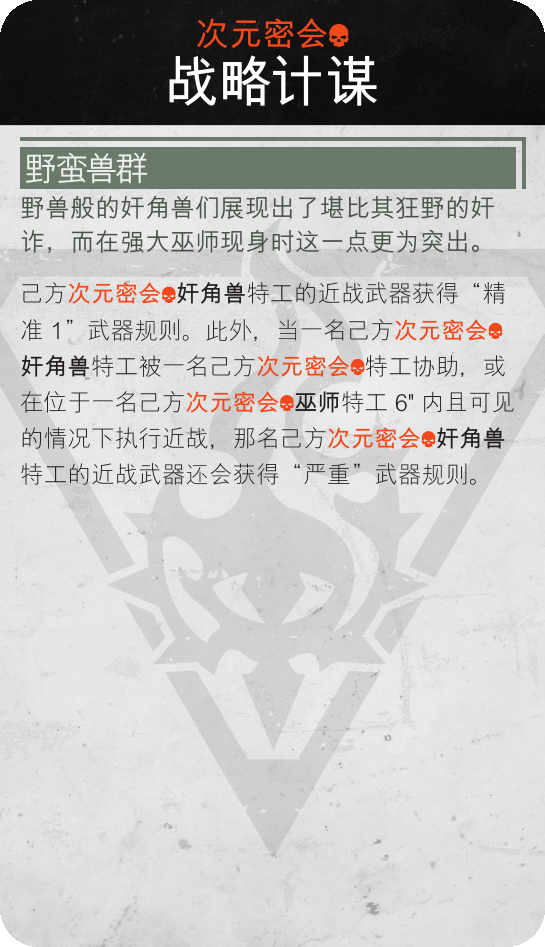 次元密会
战略计谋
野蛮兽群
野兽般的奸角兽们展现出了堪比其狂野的奸
诈，而在强大巫师现身时这一点更为突出。
己方次元密会奸角兽特工的近战武器获得“精
准 1”武器规则。此外，当一名己方次元密会
奸角兽特工被一名己方次元密会特工协助，或
在位于一名己方次元密会巫师特工 6" 内且可见
的情况下执行近战，那名己方次元密会奸角兽
特工的近战武器还会获得“严重”武器规则。